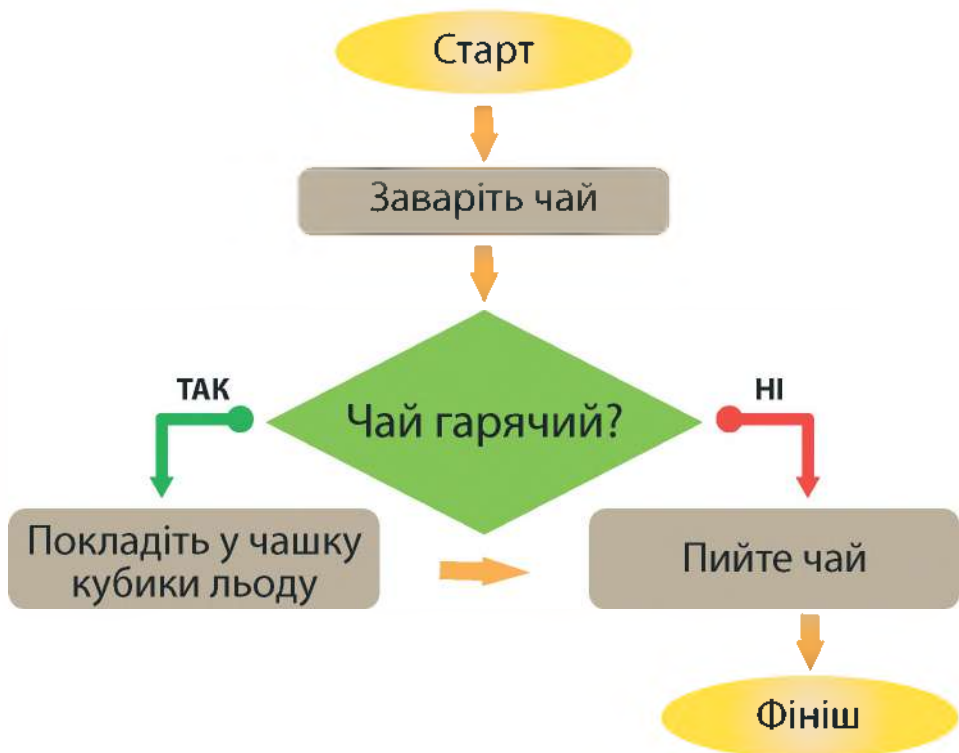 Старт
Заваріть чай
ТАК
НІ
Чай гарячий?
Покладіть у чашку
кубики льоду
Пийте чай
Фініш